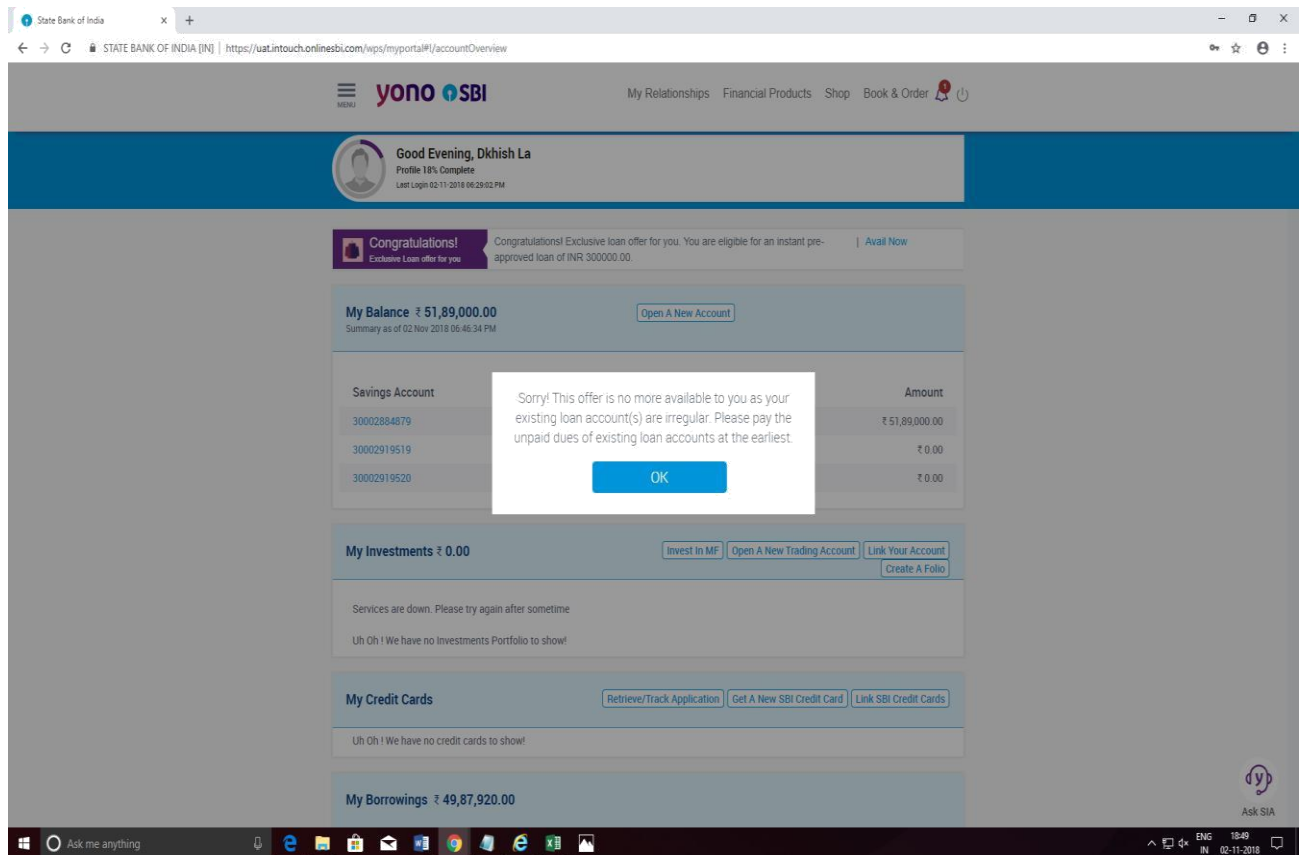 State Bank of India
STATE BANK OF INDIA [IN] https://uat.intouch.onlinesbi.com/wps/myportal#!/accountOverview
MENU
yono SBI
My Relationships Financial Products Shop Book & Order 1
Good Evening, Dkhish La
Profile 18% Complete
Last Login 02-11-2018 06:29:02 PM
Congratulations!
Exclusive Loan offer for you
Congratulations! Exclusive loan offer for you. You are eligible for an instant pre-
approved loan of INR 300000.00.
| Avail Now
My Balance ₹ 51,89,000.00
Summary as of 02 Nov 2018 06:46:34 PM
Open A New Account
Savings Account Amount
30002884879 ₹ 51,89,000.00
30002919519 ₹ 0.00
30002919520 ₹ 0.00
Sorry! This offer is no more available to you as your
existing loan account(s) are irregular. Please pay the
unpaid dues of existing loan accounts at the earliest.
OK
My Investments ₹ 0.00
Invest In MF Open A New Trading Account Link Your Account
Create A Folio
Services are down. Please try again after sometime
Uh Oh ! We have no Investments Portfolio to show!
My Credit Cards
Retrieve/Track Application Get A New SBI Credit Card Link SBI Credit Cards
Uh Oh ! We have no credit cards to show!
My Borrowings ₹ 49,87,920.00
Ask SIA
Ask me anything
ENG 18:49
IN 02-11-2018